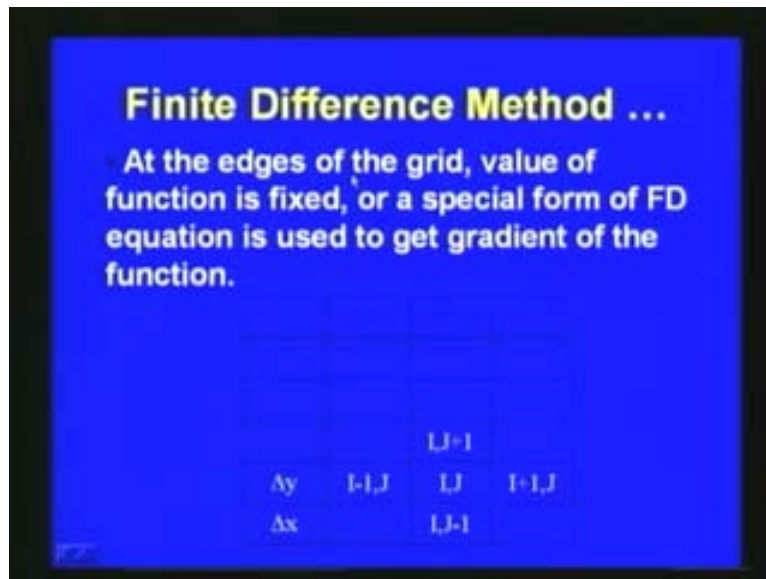 Finite Difference Method ...
At the edges of the grid, value of
function is fixed, or a special form of FD
equation is used to get gradient of the
function.
I,J+1
Δy I-1,J I,J I+1,J
Δx I,J-1